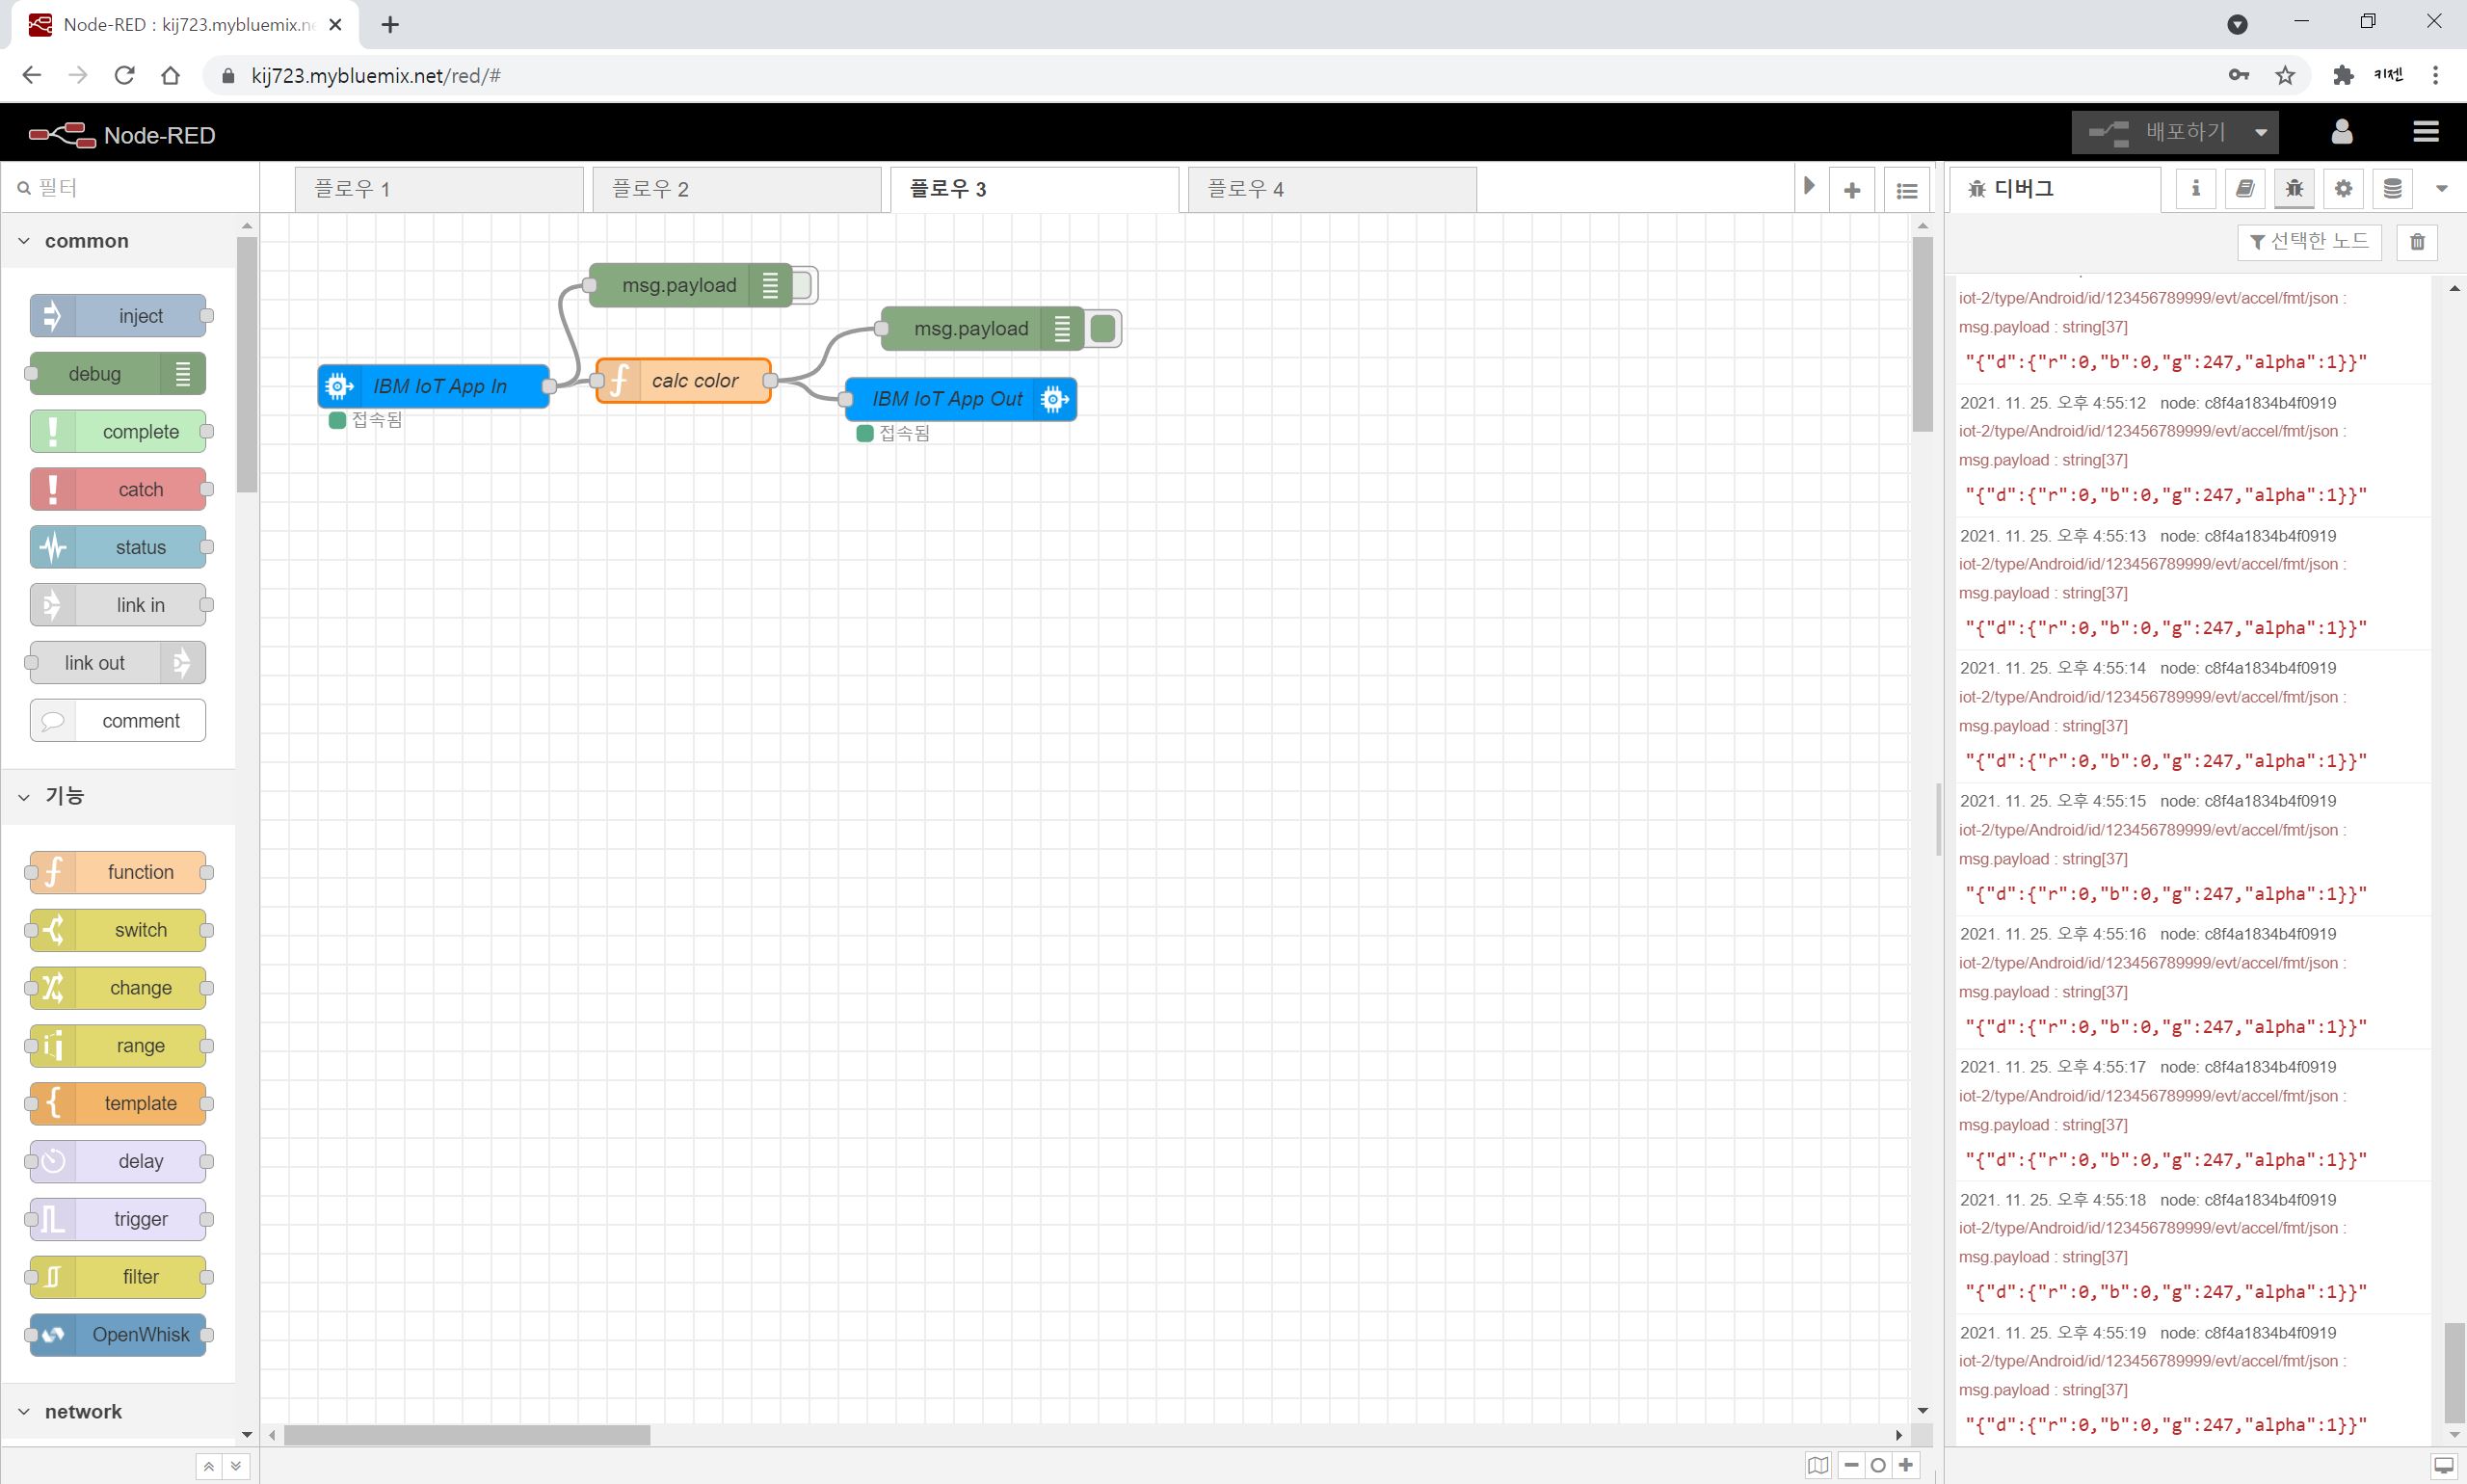 Node-RED : kij723.mybluemix.ne
kij723.mybluemix.net/red/#
키젠
Node-RED
배포하기
필터
플로우 1
플로우 2
플로우 3
플로우 4
디버그
선택한 노드
common
inject
debug
complete
catch
status
link in
link out
comment
기능
function
switch
change
range
template
delay
trigger
filter
OpenWhisk
network
msg.payload
msg.payload
IBM IoT App In
접속됨
calc color
IBM IoT App Out
접속됨
iot-2/type/Android/id/123456789999/evt/accel/fmt/json :
msg.payload : string[37]
"{"d":{"r":0,"b":0,"g":247,"alpha":1}}"
2021. 11. 25. 오후 4:55:12 node: c8f4a1834b4f0919
iot-2/type/Android/id/123456789999/evt/accel/fmt/json :
msg.payload : string[37]
"{"d":{"r":0,"b":0,"g":247,"alpha":1}}"
2021. 11. 25. 오후 4:55:13 node: c8f4a1834b4f0919
iot-2/type/Android/id/123456789999/evt/accel/fmt/json :
msg.payload : string[37]
"{"d":{"r":0,"b":0,"g":247,"alpha":1}}"
2021. 11. 25. 오후 4:55:14 node: c8f4a1834b4f0919
iot-2/type/Android/id/123456789999/evt/accel/fmt/json :
msg.payload : string[37]
"{"d":{"r":0,"b":0,"g":247,"alpha":1}}"
2021. 11. 25. 오후 4:55:15 node: c8f4a1834b4f0919
iot-2/type/Android/id/123456789999/evt/accel/fmt/json :
msg.payload : string[37]
"{"d":{"r":0,"b":0,"g":247,"alpha":1}}"
2021. 11. 25. 오후 4:55:16 node: c8f4a1834b4f0919
iot-2/type/Android/id/123456789999/evt/accel/fmt/json :
msg.payload : string[37]
"{"d":{"r":0,"b":0,"g":247,"alpha":1}}"
2021. 11. 25. 오후 4:55:17 node: c8f4a1834b4f0919
iot-2/type/Android/id/123456789999/evt/accel/fmt/json :
msg.payload : string[37]
"{"d":{"r":0,"b":0,"g":247,"alpha":1}}"
2021. 11. 25. 오후 4:55:18 node: c8f4a1834b4f0919
iot-2/type/Android/id/123456789999/evt/accel/fmt/json :
msg.payload : string[37]
"{"d":{"r":0,"b":0,"g":247,"alpha":1}}"
2021. 11. 25. 오후 4:55:19 node: c8f4a1834b4f0919
iot-2/type/Android/id/123456789999/evt/accel/fmt/json :
msg.payload : string[37]
"{"d":{"r":0,"b":0,"g":247,"alpha":1}}"